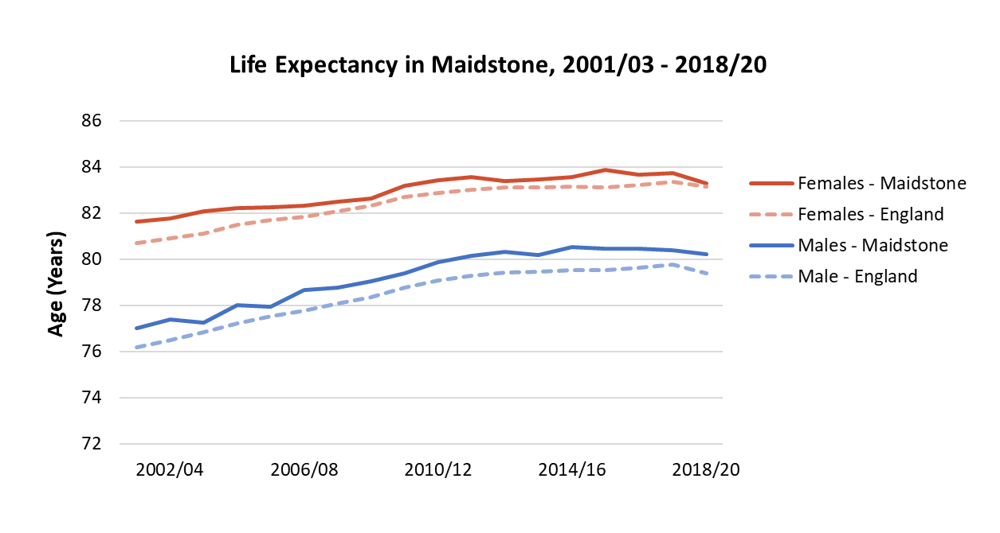 Life Expectancy in Maidstone, 2001/03 - 2018/20
Age (Years)
86
84
82
80
78
76
74
72
2002/04
2006/08
2010/12
2014/16
2018/20
Females - Maidstone
Females - England
Males - Maidstone
Male - England